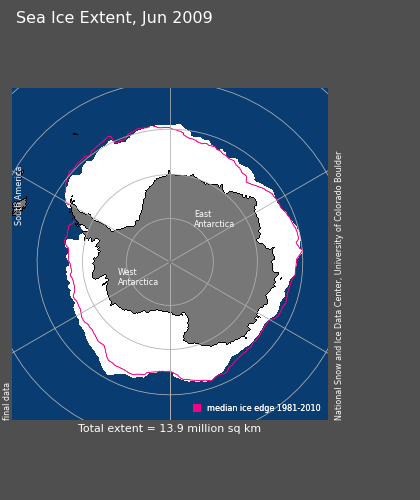 Sea Ice Extent, Jun 2009
South America
East
Antarctica
West
Antarctica
National Snow and Ice Data Center, University of Colorado Boulder
final data
median ice edge 1981-2010
Total extent = 13.9 million sq km